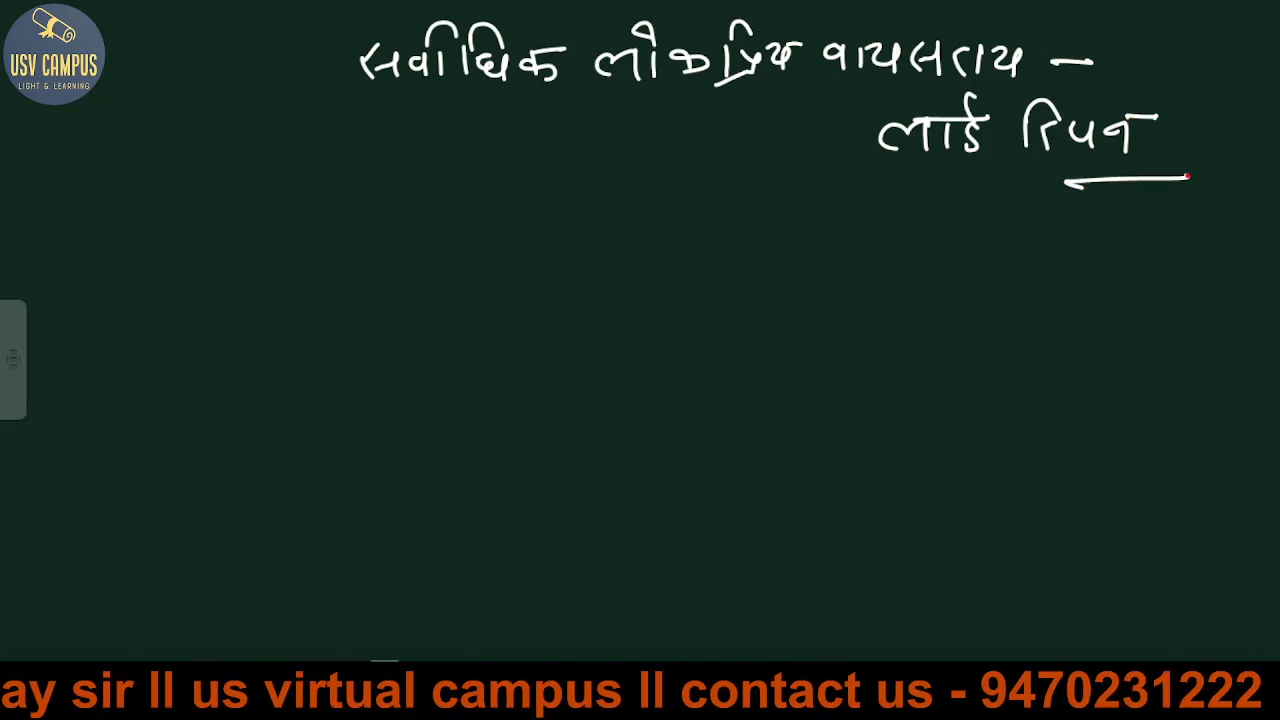 USV CAMPUS
LIGHT & LEARNING
सर्वाधिक लोकप्रिय वायसराय -
लार्ड रिपन
ay sir ll us virtual campus ll contact us - 9470231222